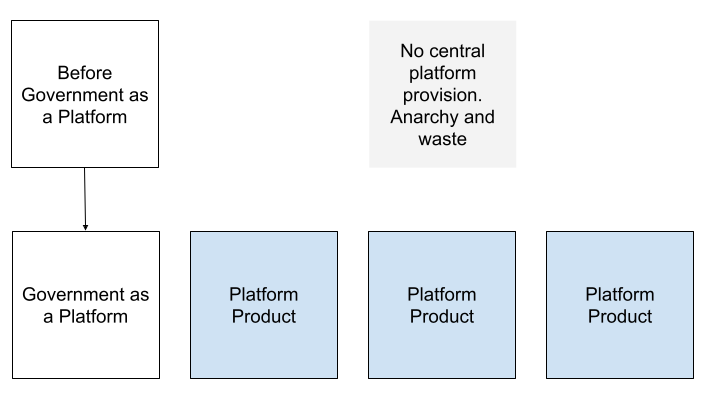 Before
Government as
a Platform
No central
platform
provision.
Anarchy and
waste
Government as
a Platform
Platform
Product
Platform
Product
Platform
Product